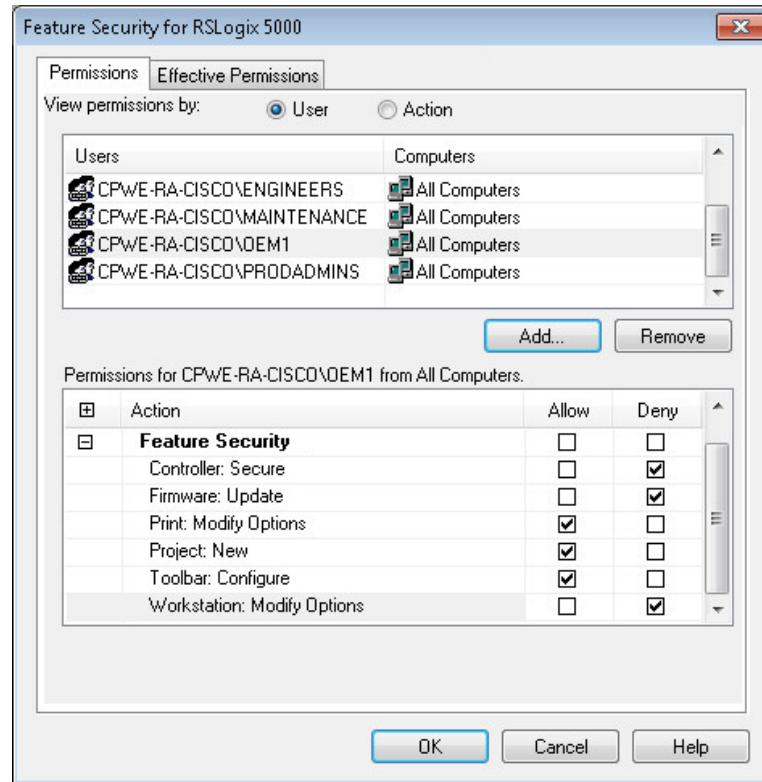 Feature Security for RSLogix 5000
Permissions Effective Permissions
View permissions by: User Action
Users Computers
CPWE-RA-CISCO\ENGINEERS All Computers
CPWE-RA-CISCO\MAINTENANCE All Computers
CPWE-RA-CISCO\OEM1 All Computers
CPWE-RA-CISCO\PRODADMINS All Computers
Add... Remove
Permissions for CPWE-RA-CISCO\OEM1 from All Computers.
Action Allow Deny
Feature Security
Controller: Secure
Firmware: Update
Print: Modify Options
Project: New
Toolbar: Configure
Workstation: Modify Options
OK Cancel Help